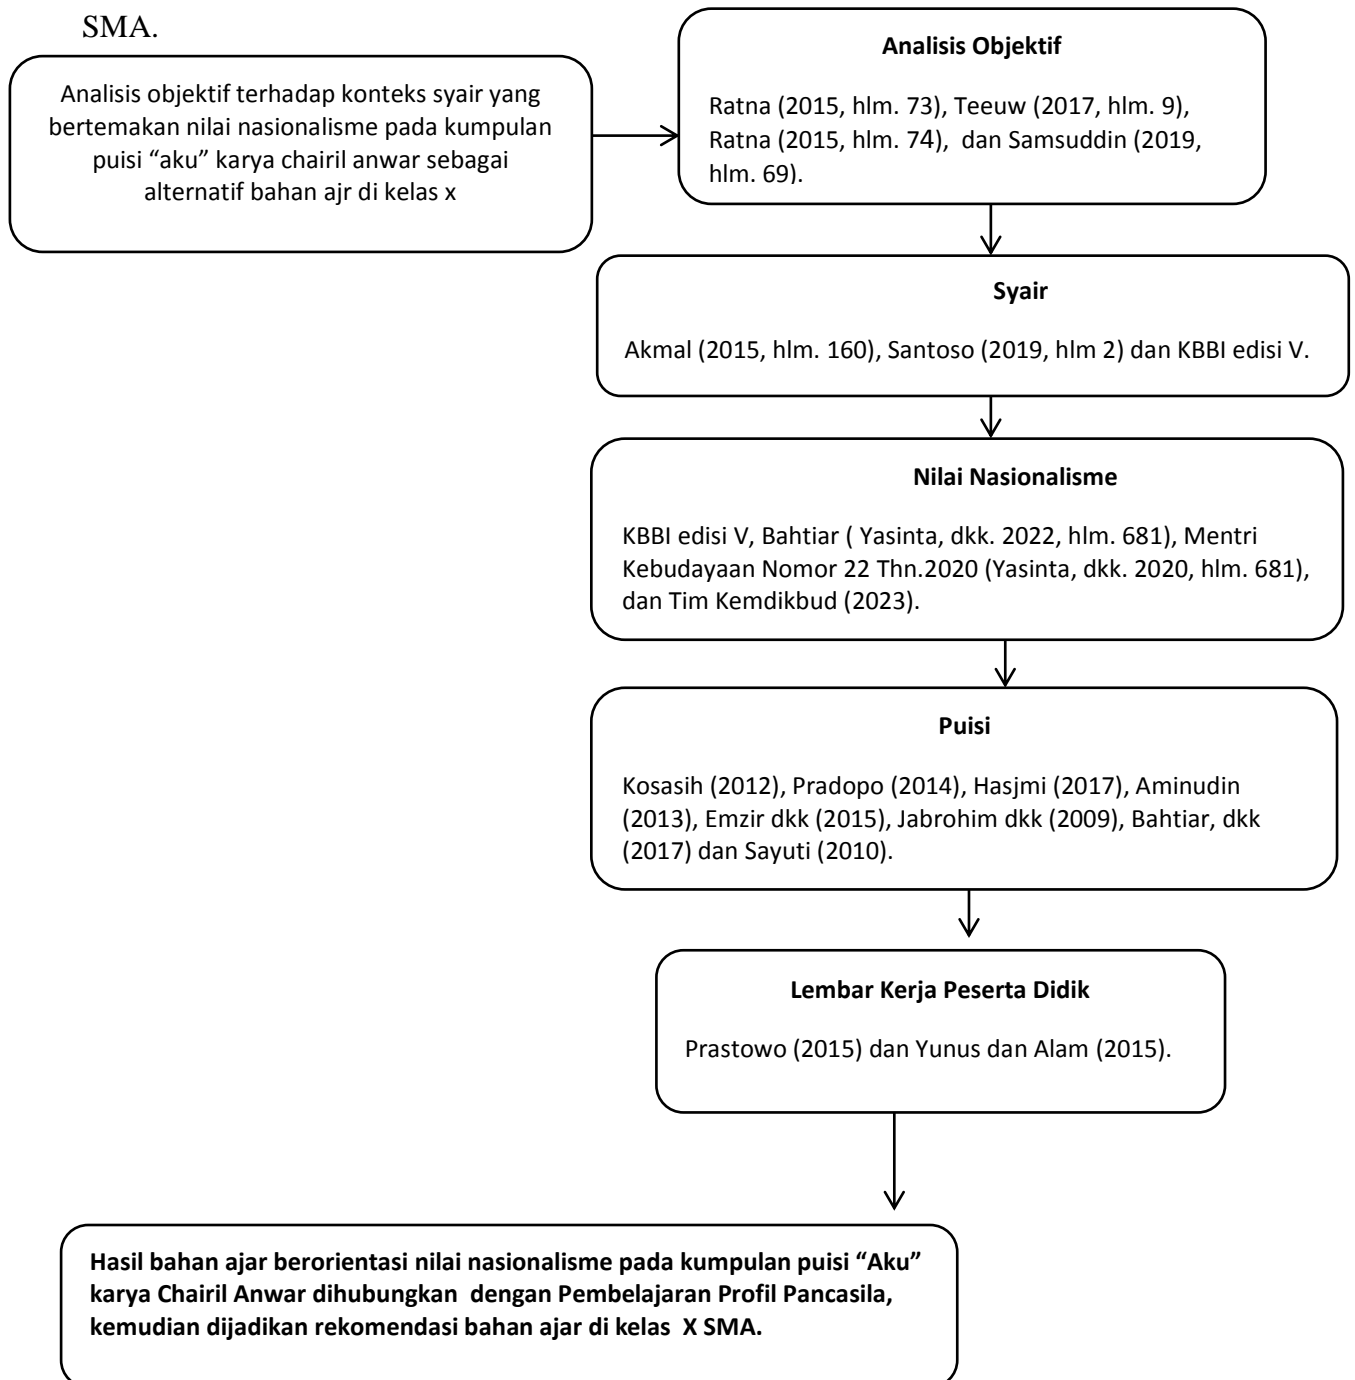 SMA.
Analisis objektif terhadap konteks syair yang
bertemakan nilai nasionalisme pada kumpulan
puisi “aku” karya chairil anwar sebagai
alternatif bahan ajr di kelas x
Analisis Objektif
Ratna (2015, hlm. 73), Teeuw (2017, hlm. 9),
Ratna (2015, hlm. 74), dan Samsuddin (2019,
hlm. 69).
Syair
Akmal (2015, hlm. 160), Santoso (2019, hlm 2) dan KBBI edisi V.
Nilai Nasionalisme
KBBI edisi V, Bahtiar ( Yasinta, dkk. 2022, hlm. 681), Mentri
Kebudayaan Nomor 22 Thn.2020 (Yasinta, dkk. 2020, hlm. 681),
dan Tim Kemdikbud (2023).
Puisi
Kosasih (2012), Pradopo (2014), Hasjmi (2017), Aminudin
(2013), Emzir dkk (2015), Jabrohim dkk (2009), Bahtiar, dkk
(2017) dan Sayuti (2010).
Lembar Kerja Peserta Didik
Prastowo (2015) dan Yunus dan Alam (2015).
Hasil bahan ajar berorientasi nilai nasionalisme pada kumpulan puisi “Aku”
karya Chairil Anwar dihubungkan dengan Pembelajaran Profil Pancasila,
kemudian dijadikan rekomendasi bahan ajar di kelas X SMA.